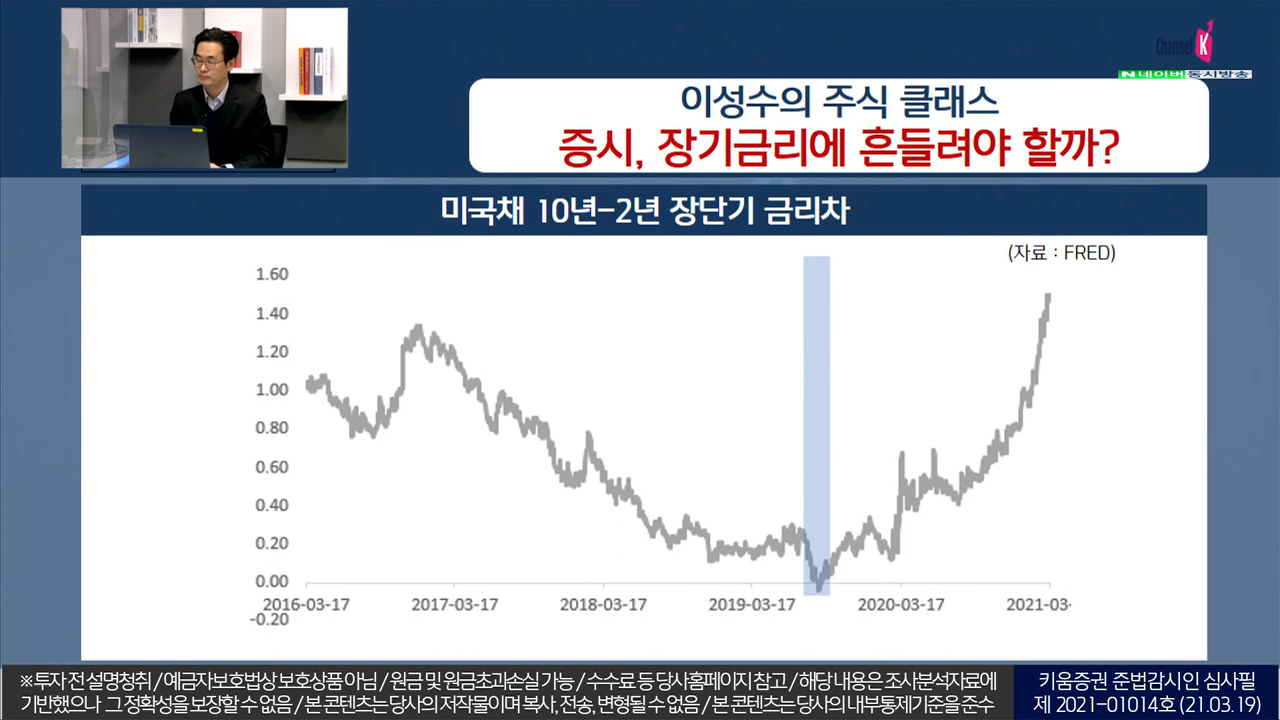 Channel K
N 네이버 동시방송
이성수의 주식 클래스
증시, 장기금리에 흔들려야 할까?
미국채 10년-2년 장단기 금리차
(자료 : FRED)
1.60
1.40
1.20
1.00
0.80
0.60
0.40
0.20
0.00
-0.20
2016-03-17
2017-03-17
2018-03-17
2019-03-17
2020-03-17
2021-03-
※ 투자 전 설명청취 / 예금자보호법상 보호상품 아님 / 원금 및 원금초과손실 가능 / 수수료 등 당사홈페이지 참고 / 해당 내용은 조사분석자료에
기반했으나 그 정확성을 보장할 수 없음 / 본 콘텐츠는 당사의 저작물이며 복사, 전송, 변형될 수 없음 / 본 콘텐츠는 당사의 내부통제기준을 준수
키움증권 준법감시인 심사필
제 2021-01014호 (21.03.19)